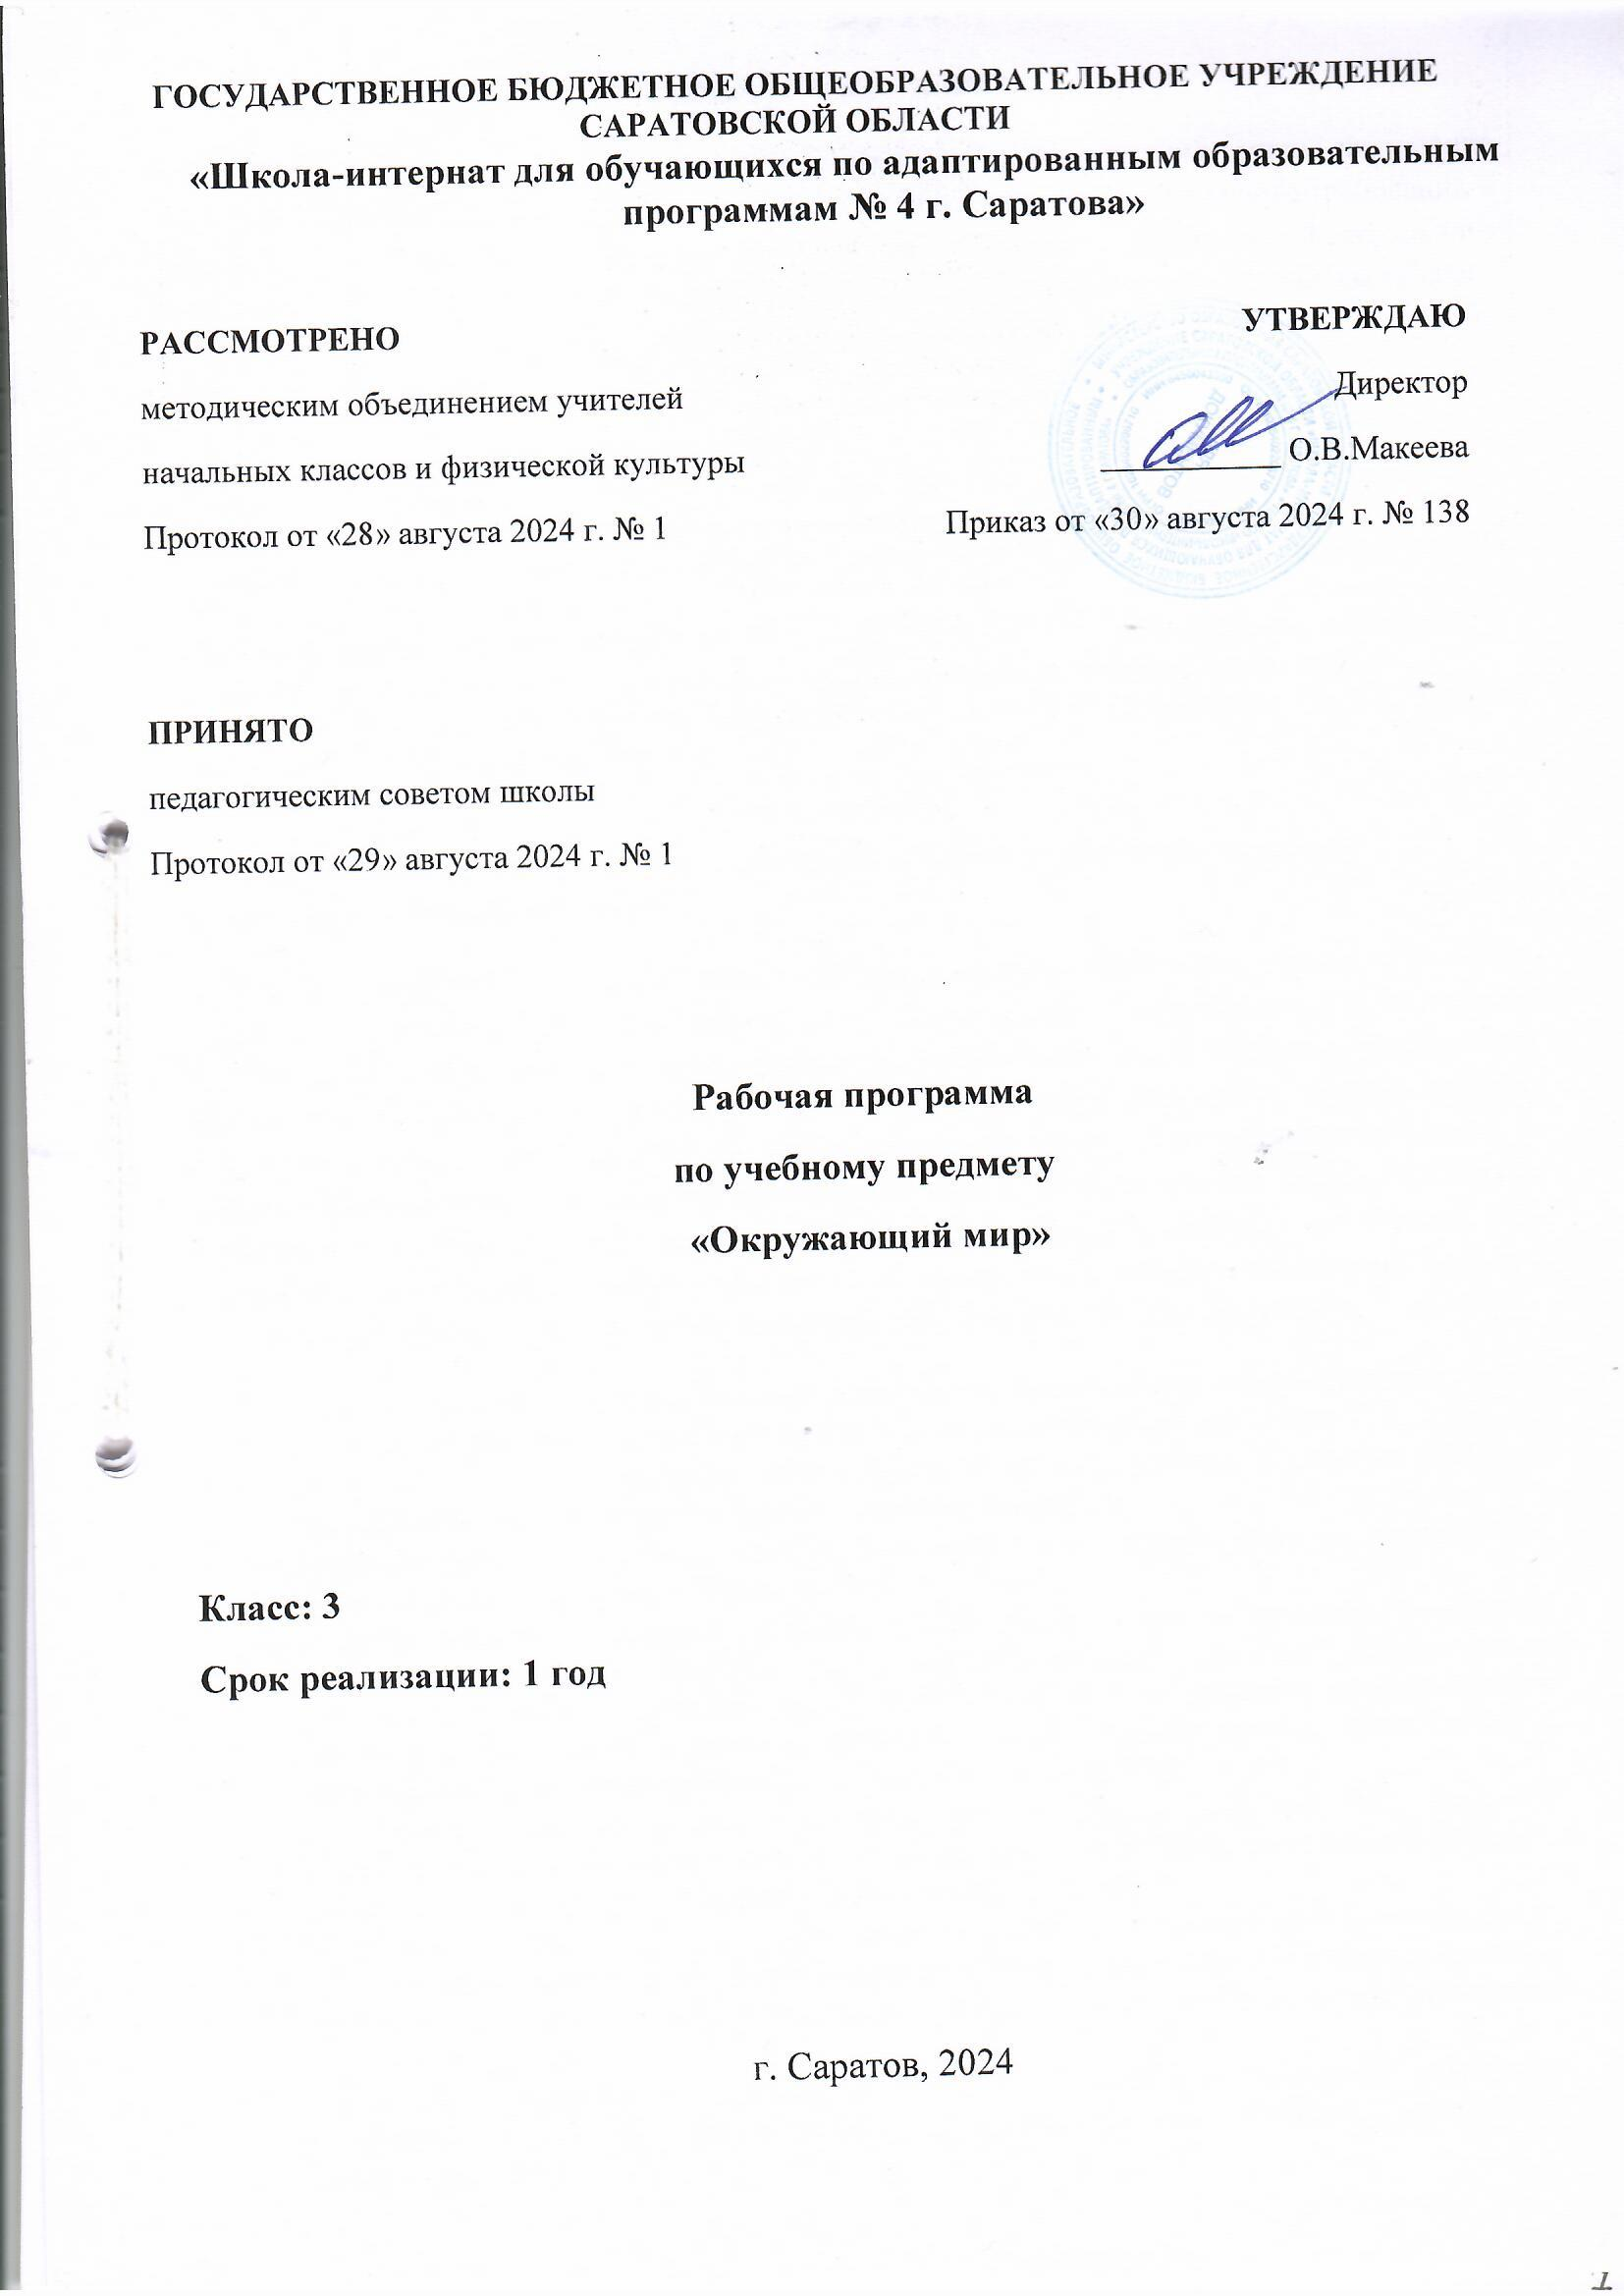 ГОСУДАРСТВЕННОЕ БЮДЖЕТНОЕ ОБЩЕОБРАЗОВАТЕЛЬНОЕ УЧРЕЖДЕНИЕ
САРАТОВСКОЙ ОБЛАСТИ
«Школа-интернат для обучающихся по адаптированным образовательным
программам № 4 г. Саратова»
РАССМОТРЕНО
методическим объединением учителей
начальных классов и физической культуры
Протокол от «28» августа 2024 г. № 1
УТВЕРЖДАЮ
Директор
О.В.Макеева
Приказ от «30» августа 2024 г. № 138
ПРИНЯТО
педагогическим советом школы
Протокол от «29» августа 2024 г. № 1
Рабочая программа
по учебному предмету
«Окружающий мир»
Класс: 3
Срок реализации: 1 год
г. Саратов, 2024